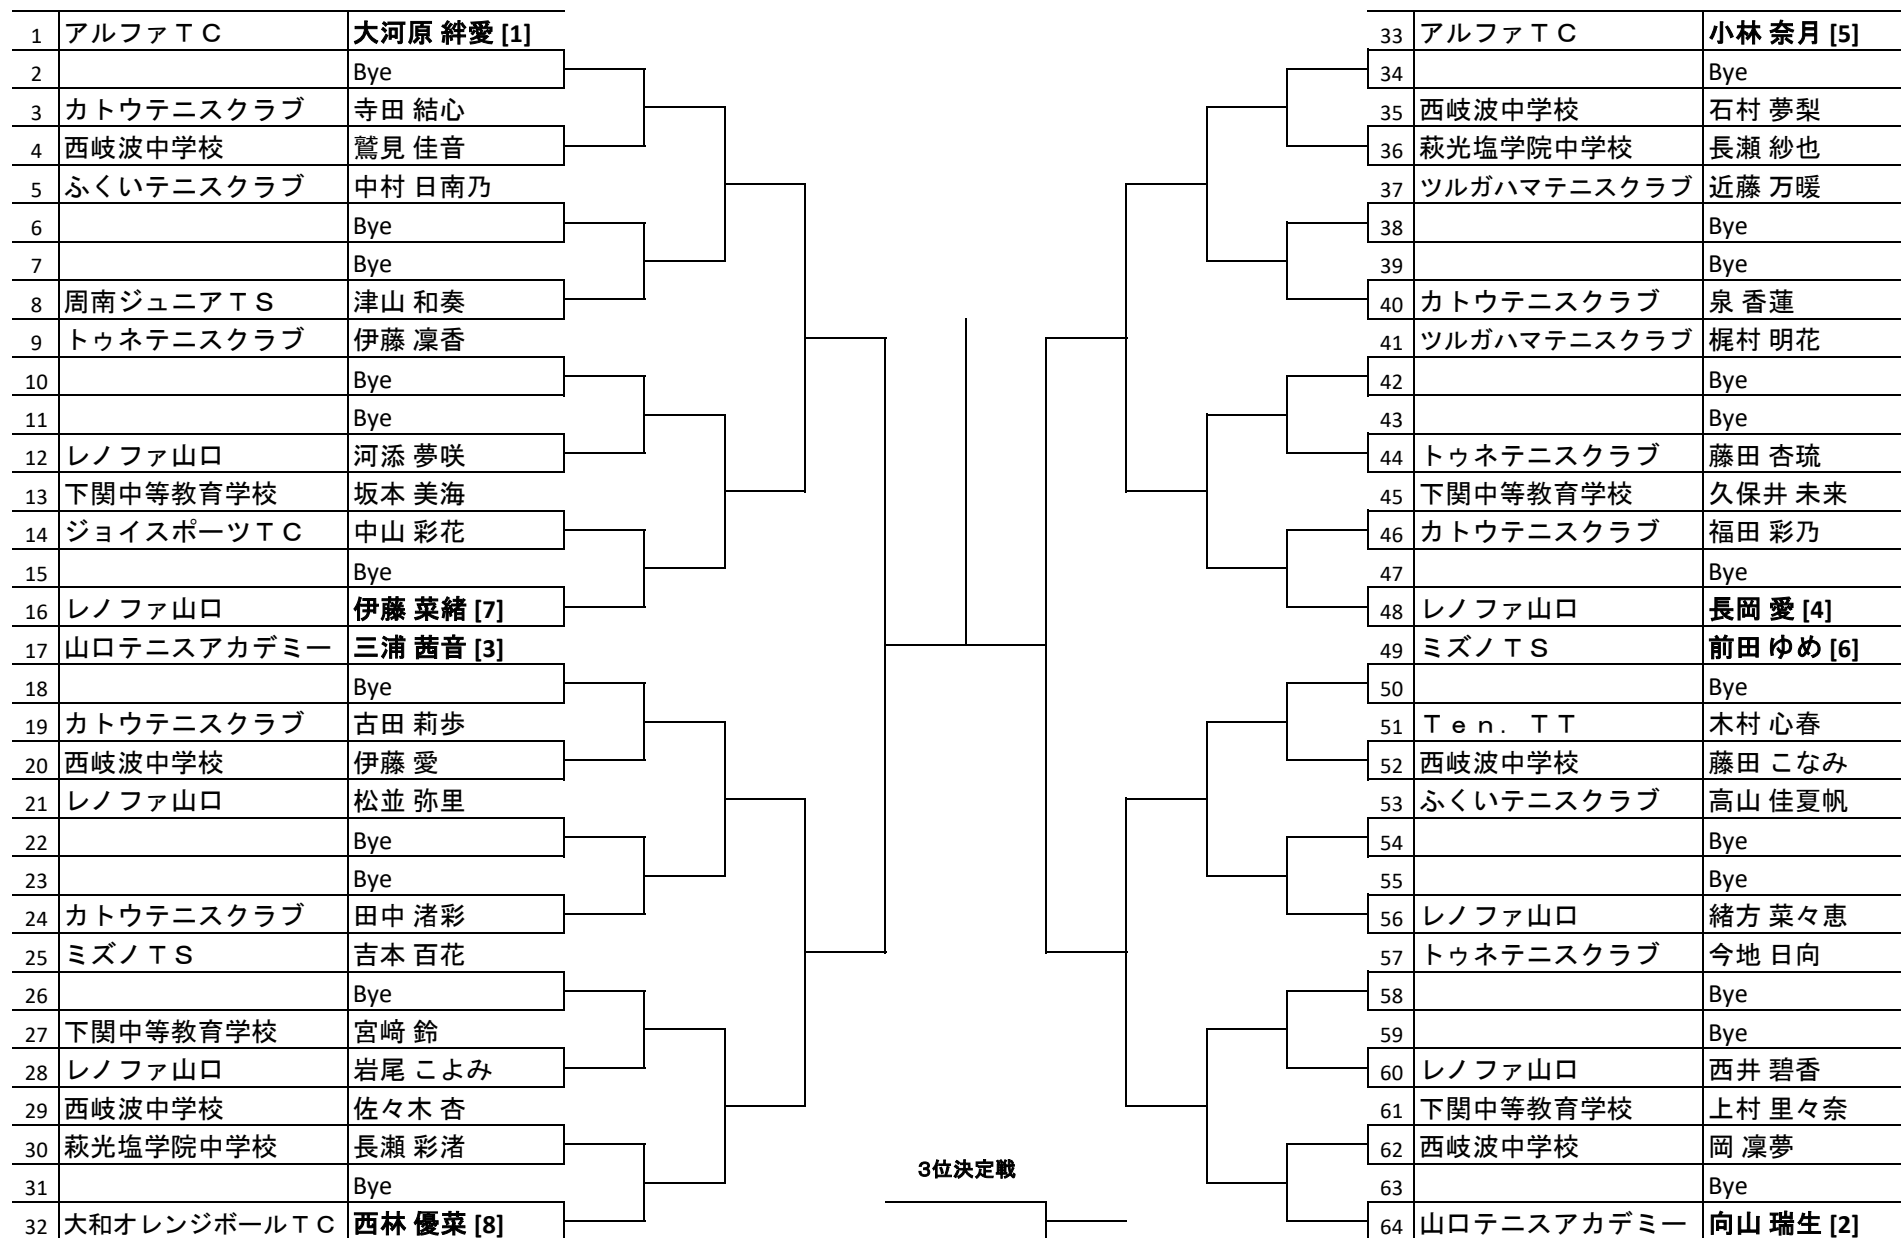 1 アルファＴＣ 大河原 絆愛 [1]
2 Bye
3 カトウテニスクラブ 寺田 結心
4 西岐波中学校 鷲見 佳音
5 ふくいテニスクラブ 中村 日南乃
6 Bye
7 Bye
8 周南ジュニアＴＳ 津山 和奏
9 トゥネテニスクラブ 伊藤 凜香
10 Bye
11 Bye
12 レノファ山口 河添 夢咲
13 下関中等教育学校 坂本 美海
14 ジョイスポーツＴＣ 中山 彩花
15 Bye
16 レノファ山口 伊藤 菜緒 [7]
17 山口テニスアカデミー 三浦 茜音 [3]
18 Bye
19 カトウテニスクラブ 古田 莉歩
20 西岐波中学校 伊藤 愛
21 レノファ山口 松並 弥里
22 Bye
23 Bye
24 カトウテニスクラブ 田中 渚彩
25 ミズノＴＳ 吉本 百花
26 Bye
27 下関中等教育学校 宮﨑 鈴
28 レノファ山口 岩尾 こよみ
29 西岐波中学校 佐々木 杏
30 萩光塩学院中学校 長瀬 彩渚
31 Bye
32 大和オレンジボールＴＣ 西林 優菜 [8]
3位決定戦
33 アルファＴＣ 小林 奈月 [5]
34 Bye
35 西岐波中学校 石村 夢梨
36 萩光塩学院中学校 長瀬 紗也
37 ツルガハマテニスクラブ 近藤 万暖
38 Bye
39 Bye
40 カトウテニスクラブ 泉 香蓮
41 ツルガハマテニスクラブ 梶村 明花
42 Bye
43 Bye
44 トゥネテニスクラブ 藤田 杏琉
45 下関中等教育学校 久保井 未来
46 カトウテニスクラブ 福田 彩乃
47 Bye
48 レノファ山口 長岡 愛 [4]
49 ミズノＴＳ 前田 ゆめ [6]
50 Bye
51 Ｔｅｎ．ＴＴ 木村 心春
52 西岐波中学校 藤田 こなみ
53 ふくいテニスクラブ 高山 佳夏帆
54 Bye
55 Bye
56 レノファ山口 緒方 菜々恵
57 トゥネテニスクラブ 今地 日向
58 Bye
59 Bye
60 レノファ山口 西井 碧香
61 下関中等教育学校 上村 里々奈
62 西岐波中学校 岡 凜夢
63 Bye
64 山口テニスアカデミー 向山 瑞生 [2]